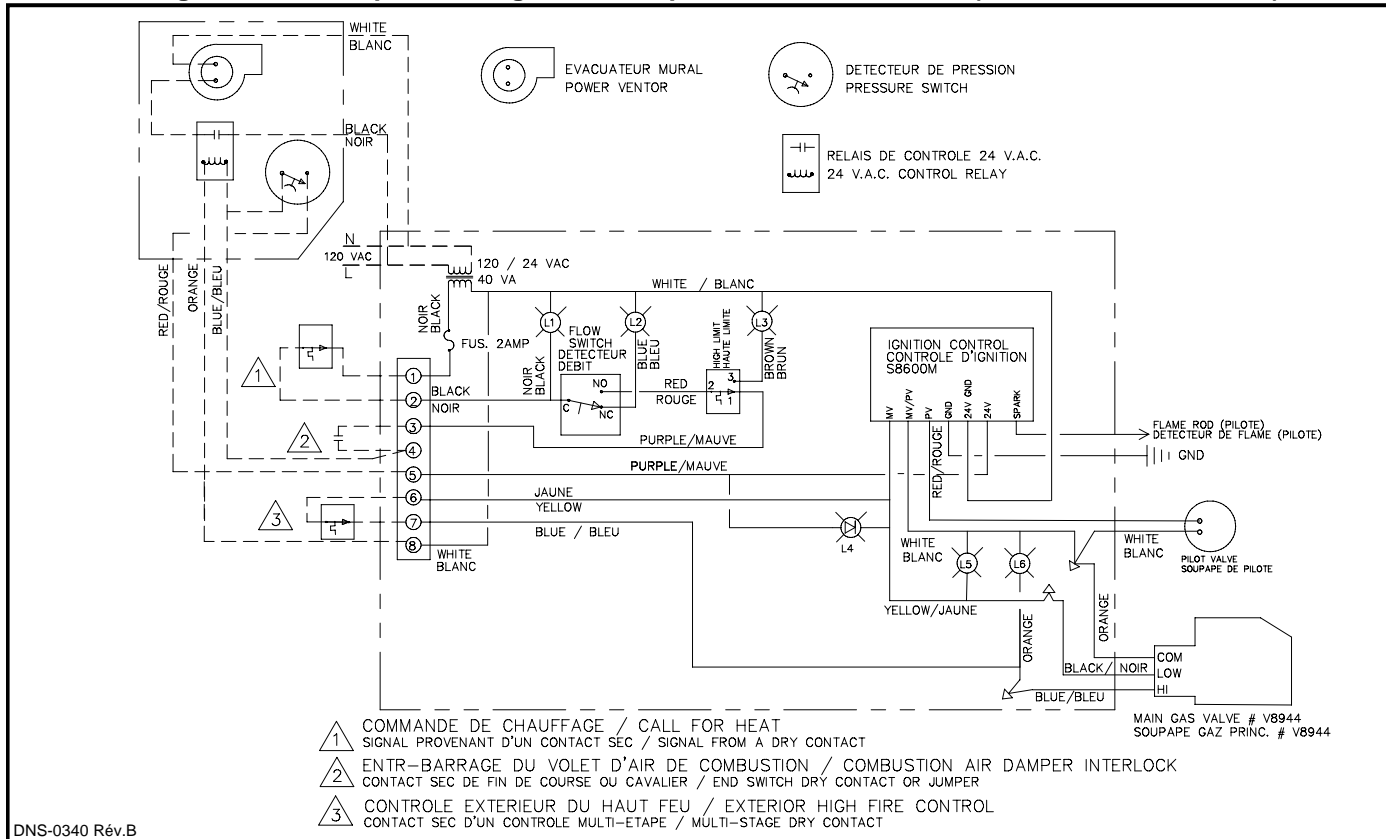 WHITE
BLANC
EVACUATEUR MURAL
POWER VENTOR
DETECTEUR DE PRESSION
PRESSURE SWITCH
BLACK
NOIR
RELAIS DE CONTROLE 24 V.A.C.
24 V.A.C. CONTROL RELAY
N
120 VAC
L
120 / 24 VAC
40 VA
RED/ROUGE
ORANGE
BLUE/BLEU
WHITE / BLANC
NOIR
BLACK
FUS. 2AMP
L1
L2
L3
FLOW
SWITCH
DETECTEUR
DEBIT
NOIR
BLACK
BLUE
BLEU
HIGH LIMIT
HAUTE LIMITE
BROWN
BRUN
NO
C
NC
RED
ROUGE
2
3
1
IGNITION CONTROL
CONTROLE D'IGNITION
S8600M
MV
MV/PV
PV
GND
24V GND
24V
SPARK
1
1
2
BLACK
NOIR
2
3
4
PURPLE/MAUVE
FLAME ROD (PILOTE)
DETECTEUR DE FLAME (PILOTE)
GND
5
PURPLE/MAUVE
RED/ROUGE
6
JAUNE
YELLOW
3
7
BLUE / BLEU
8
WHITE
BLANC
L4
WHITE
BLANC
L5
L6
WHITE
BLANC
PILOT VALVE
SOUPAPE DE PILOTE
YELLOW/JAUNE
ORANGE
ORANGE
BLACK/ NOIR
BLUE/BLEU
COM
LOW
HI
MAIN GAS VALVE # V8944
SOUPAPE GAZ PRINC. # V8944
1 COMMANDE DE CHAUFFAGE / CALL FOR HEAT
SIGNAL PROVENANT D'UN CONTACT SEC / SIGNAL FROM A DRY CONTACT
2 ENTR-BARRAGE DU VOLET D'AIR DE COMBUSTION / COMBUSTION AIR DAMPER INTERLOCK
CONTACT SEC DE FIN DE COURSE OU CAVALIER / END SWITCH DRY CONTACT OR JUMPER
3 CONTROLE EXTERIEUR DU HAUT FEU / EXTERIOR HIGH FIRE CONTROL
CONTACT SEC D'UN CONTROLE MULTI-ETAPE / MULTI-STAGE DRY CONTACT
DNS-0340 Rév.B